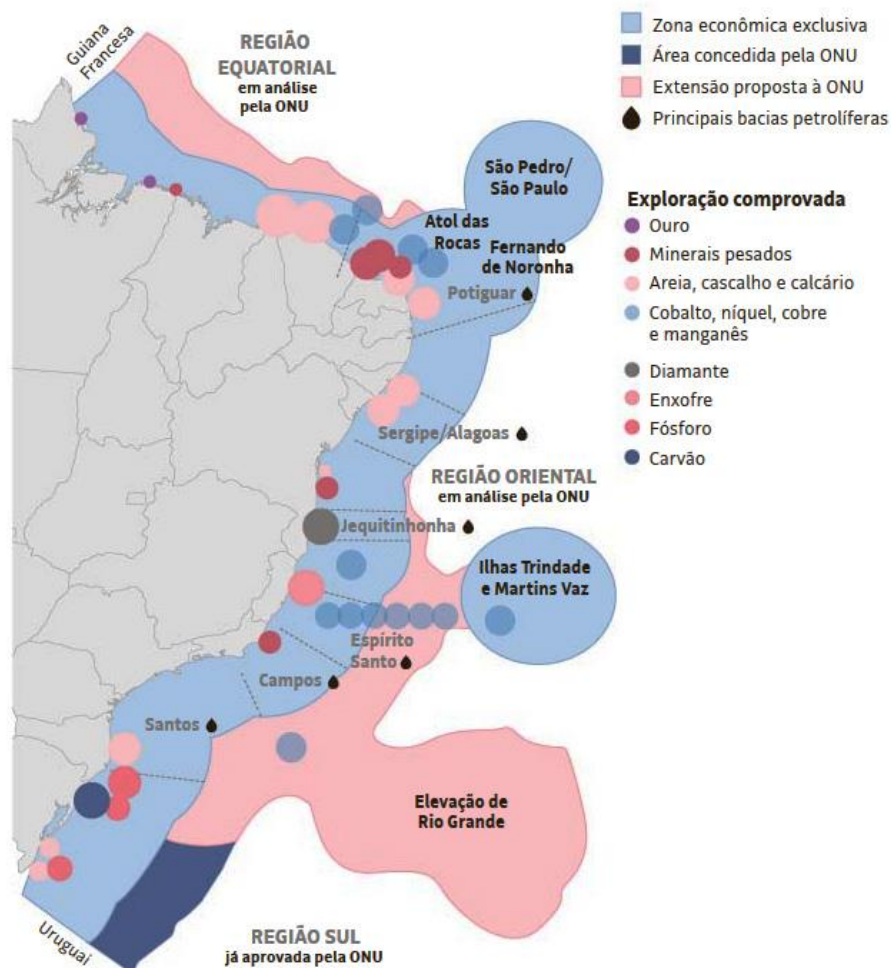 Guiana
Francesa
REGIÃO
EQUATORIAL
em análise
pela ONU
Zona econômica exclusiva
Área concedida pela ONU
Extensão proposta à ONU
Principais bacias petrolíferas
Exploração comprovada
Ouro
Minerais pesados
Areia, cascalho e calcário
Cobalto, níquel, cobre
e manganês
Diamante
Enxofre
Fósforo
Carvão
São Pedro/
São Paulo
Atol das
Rocas
Fernando
de Noronha
Potiguar
Sergipe/Alagoas
REGIÃO ORIENTAL
em análise pela ONU
Jequitinhonha
Ilhas Trindade
e Martins Vaz
Espírito
Santo
Campos
Santos
Elevação de
Rio Grande
Uruguai
REGIÃO SUL
já aprovada pela ONU